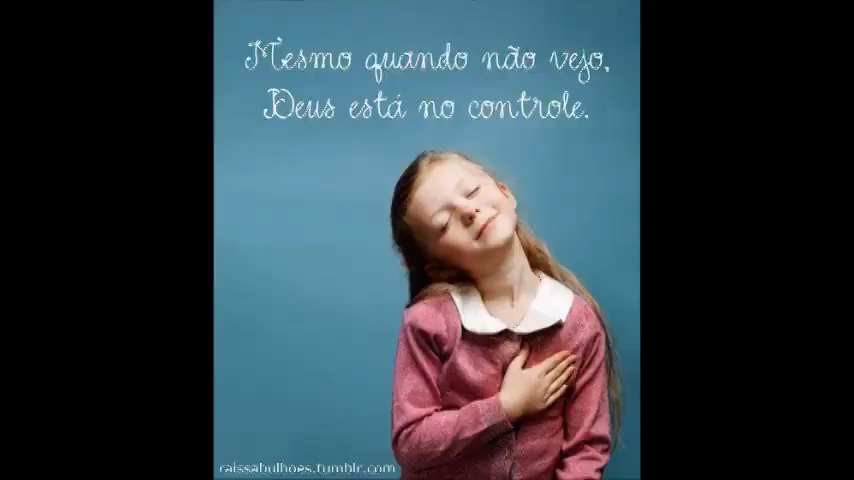 Mesmo quando não vejo,
Deus está no controle.
raissabulhoes.tumblr.com